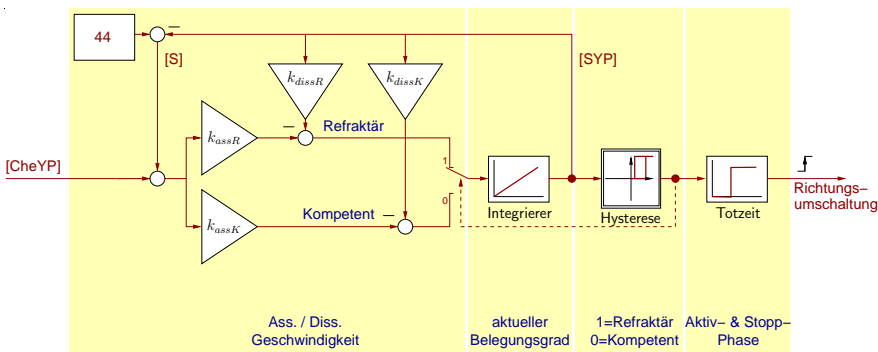 44
[S]
[SYP]
k_dissR
k_dissK
Refraktär
k_assR
[CheYP]
1
0
Richtungs-
umschaltung
Integrierer
Hysterese
Totzeit
Kompetent
k_assK
Ass. / Diss.
Geschwindigkeit
aktueller
Belegungsgrad
1=Refraktär
0=Kompetent
Aktiv− & Stopp−
Phase